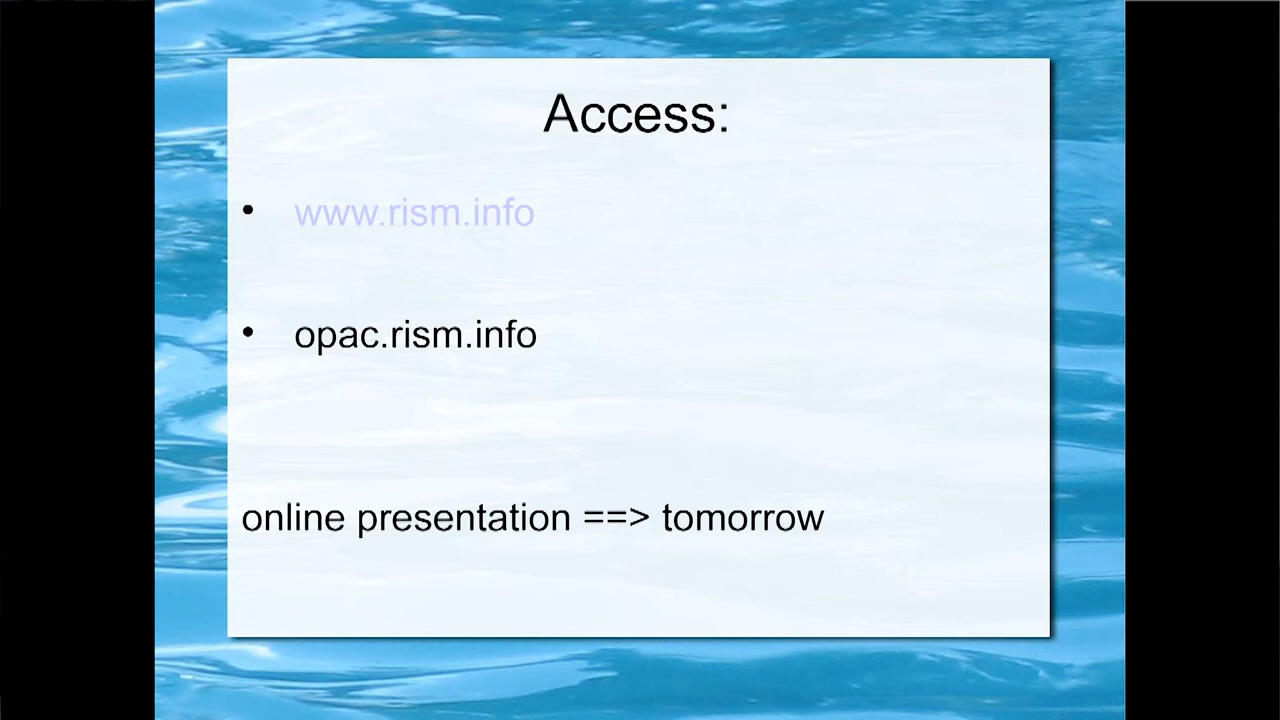 Access:
• www.rism.info
• opac.rism.info
online presentation ==> tomorrow